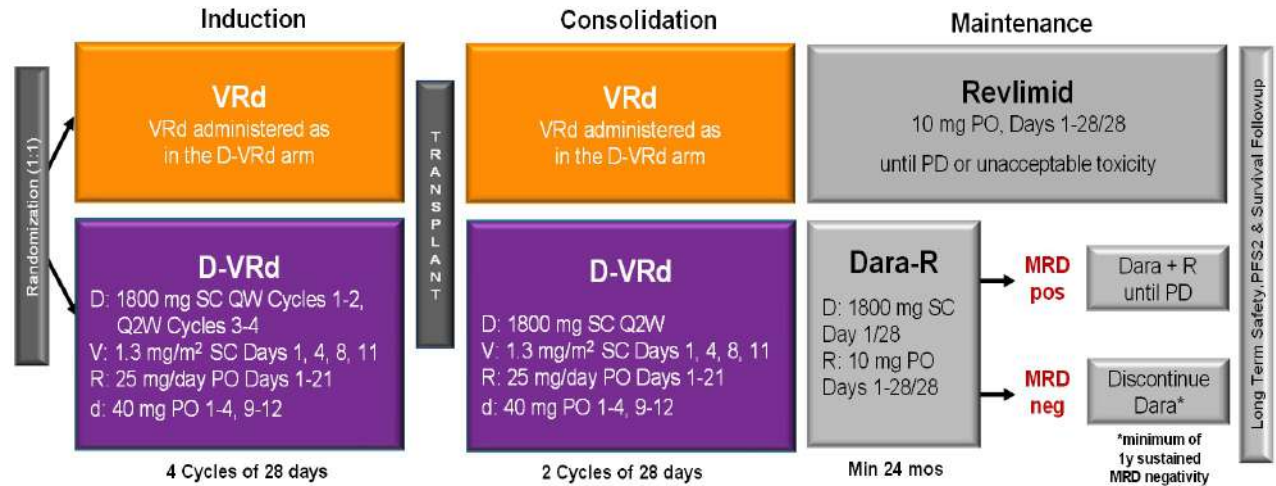 Induction
Consolidation
Maintenance
Randomization (1:1)
VRd
VRd administered as
in the D-VRd arm
D-VRd
D: 1800 mg SC QW Cycles 1-2,
Q2W Cycles 3-4
V: 1.3 mg/m² SC Days 1, 4, 8, 11
R: 25 mg/day PO Days 1-21
d: 40 mg PO 1-4, 9-12
4 Cycles of 28 days
TRANSPLANT
VRd
VRd administered as
in the D-VRd arm
D-VRd
D: 1800 mg SC Q2W
V: 1.3 mg/m² SC Days 1, 4, 8, 11
R: 25 mg/day PO Days 1-21
d: 40 mg PO 1-4, 9-12
2 Cycles of 28 days
Revlimid
10 mg PO, Days 1-28/28
until PD or unacceptable toxicity
Dara-R
D: 1800 mg SC
Day 1/28
R: 10 mg PO
Days 1-28/28
Min 24 mos
MRD
pos
Dara + R
until PD
MRD
neg
Discontinue
Dara*
*minimum of
1y sustained
MRD negativity
Long Term Safety,PFS2 & Survival Followup